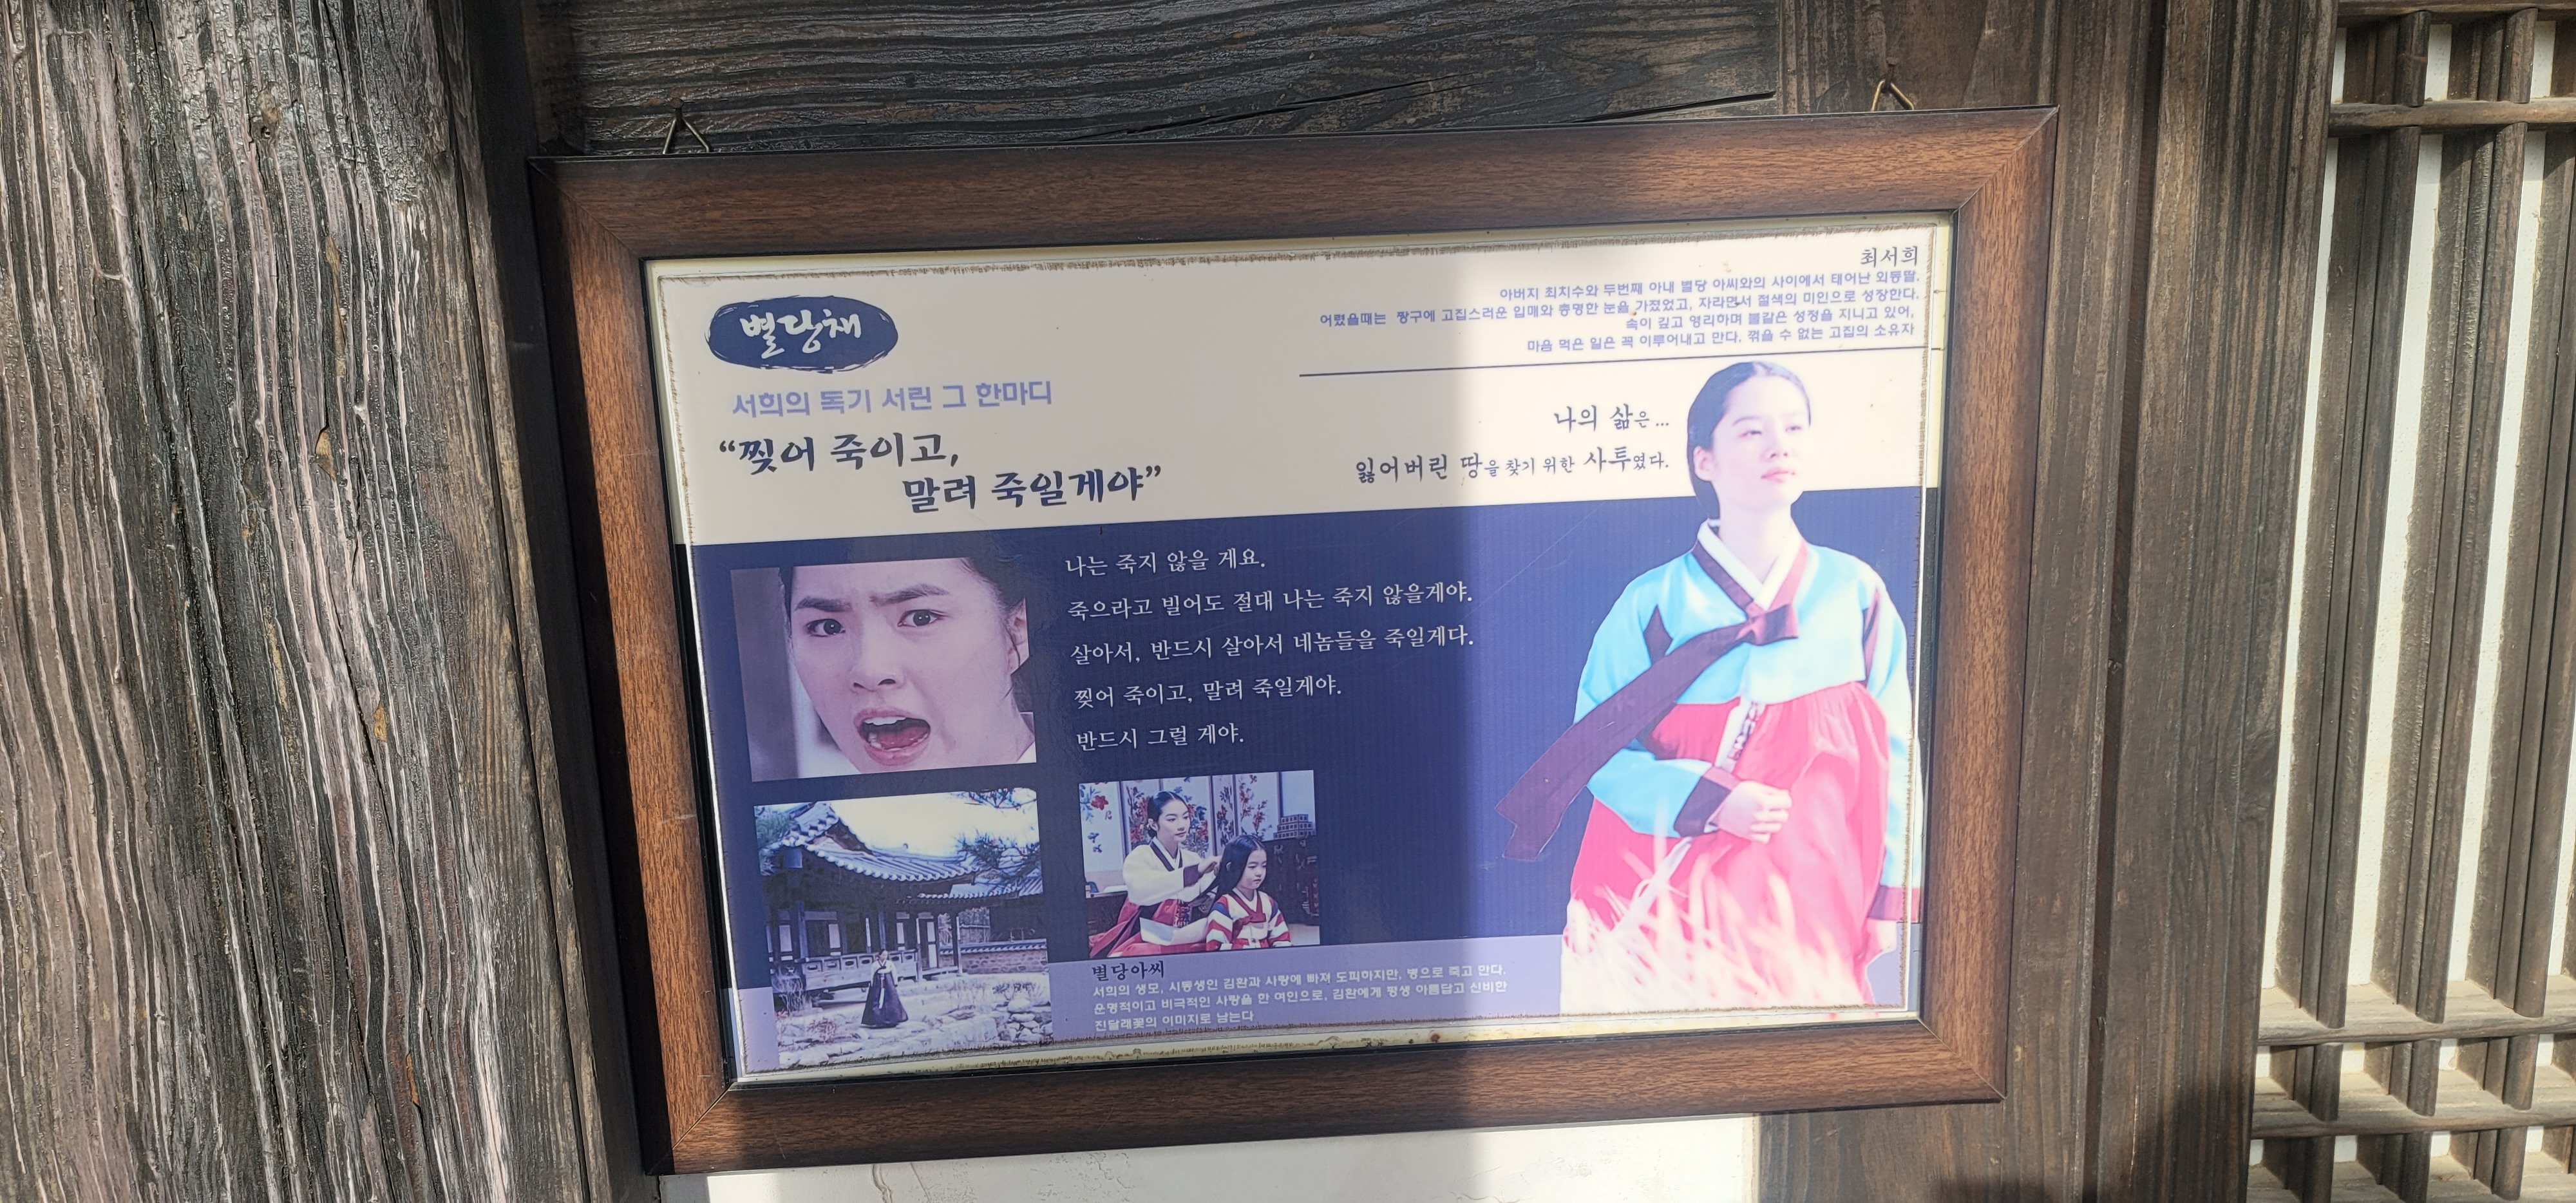 별당채
서희의 독기 서린 그 한마디
“찢어 죽이고,
말려 죽일게야”
최서희
아버지 최치수와 두번째 아내 별당 아씨와의 사이에서 태어난 외동딸.
어렸을때는 짱구에 고집스러운 입매와 총명한 눈을 가졌었고, 자라면서 절색의 미인으로 성장한다.
속이 깊고 영리하며 불같은 성정을 지니고 있어,
마음 먹은 일은 꼭 이루어내고 만다. 꺾을 수 없는 고집의 소유자
나의 삶은...
잃어버린 땅을 찾기 위한 사투였다.
나는 죽지 않을 게요.
죽으라고 빌어도 절대 나는 죽지 않을게야.
살아서, 반드시 살아서 네놈들을 죽일게다.
찢어 죽이고, 말려 죽일게야.
반드시 그럴 게야.
별당아씨
서희의 생모, 시동생인 김환과 사랑에 빠져 도피하지만, 병으로 죽고 만다.
운명적이고 비극적인 사랑을 한 여인으로, 김환에게 평생 아름답고 신비한
진달래꽃의 이미지로 남는다